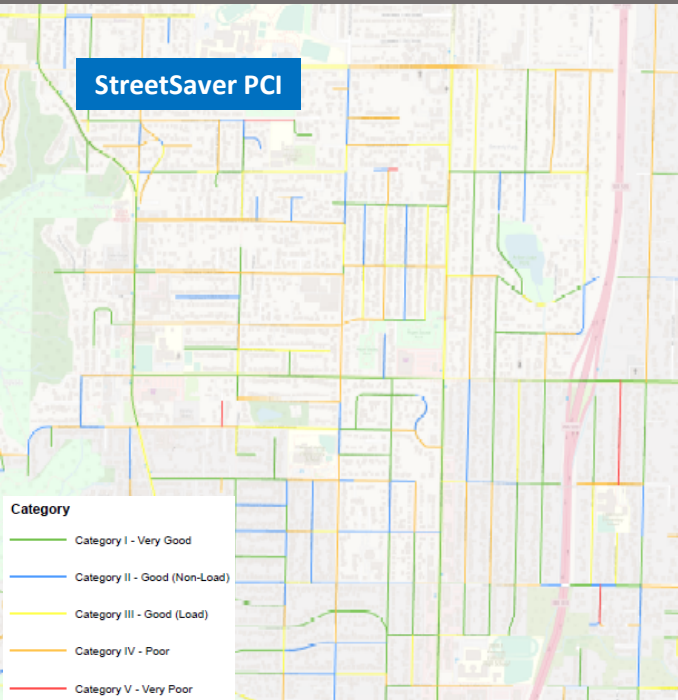 StreetSaver PCI
Category
Category I - Very Good
Category II - Good (Non-Load)
Category III - Good (Load)
Category IV - Poor
Category V - Very Poor